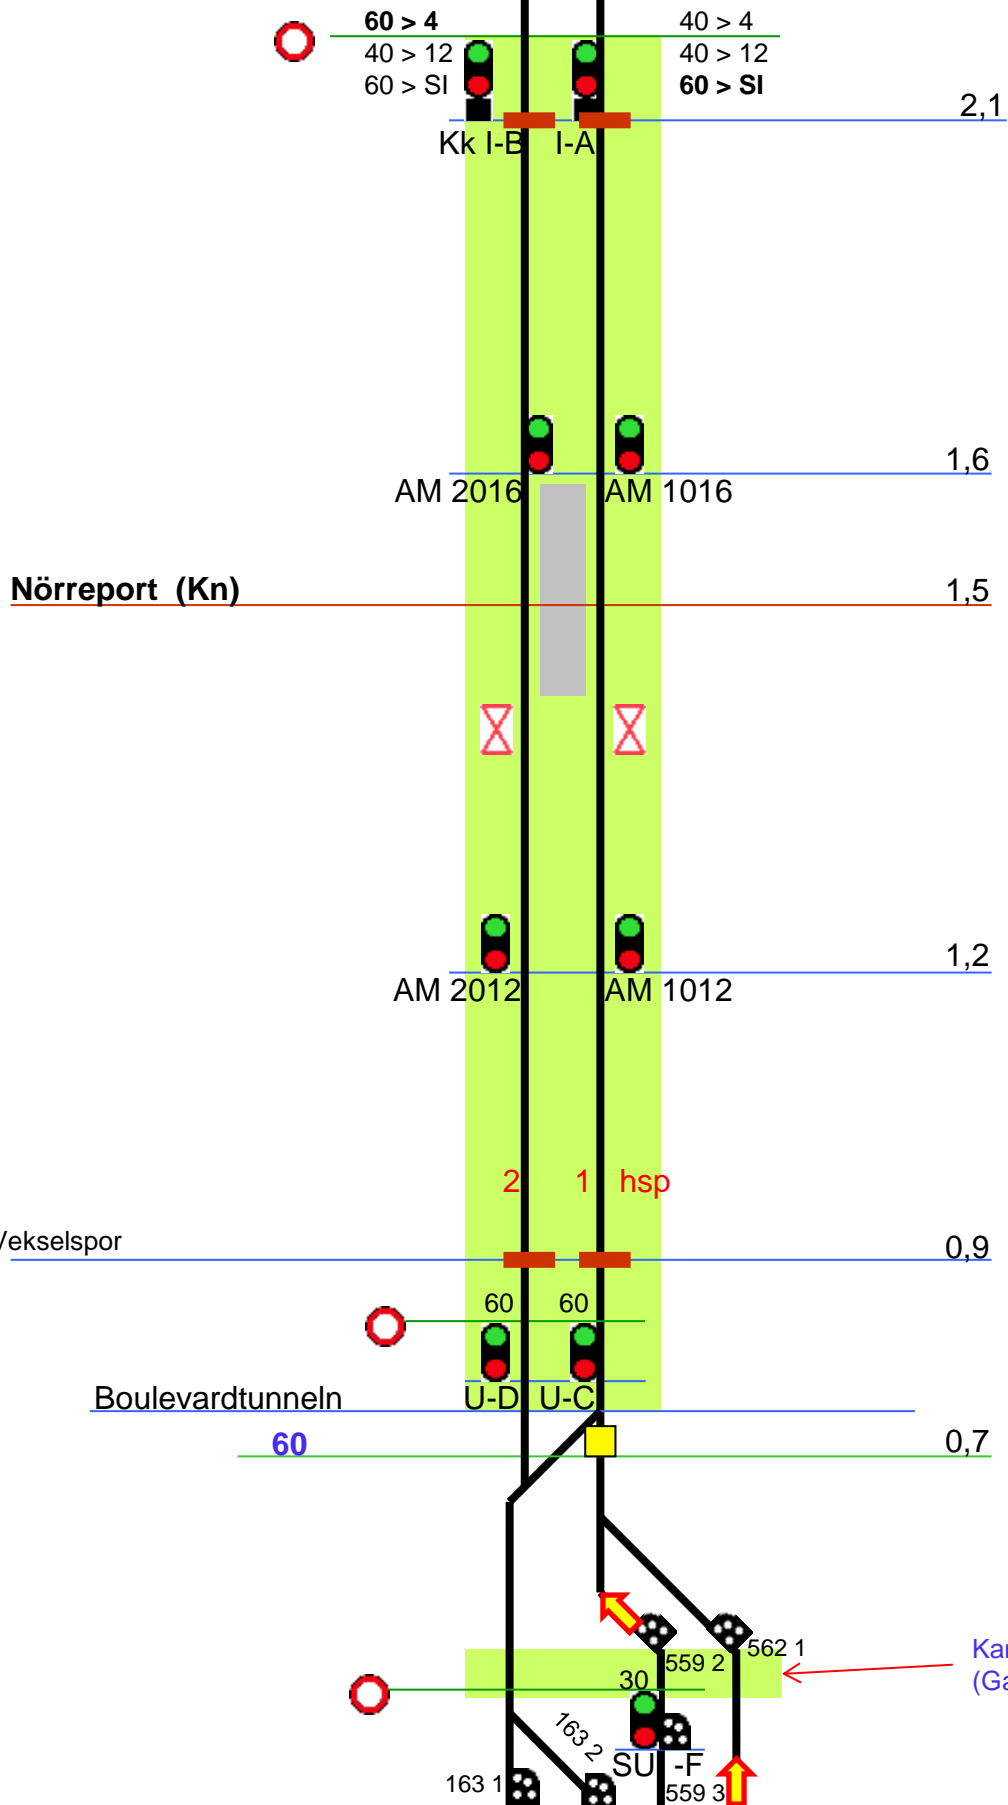 60 > 4
40 > 4
40 > 12
40 > 12
60 > SI
60 > SI
2,1
Kk I-B
I-A
1,6
AM 2016
AM 1016
Nörreport (Kn)
1,5
1,2
AM 2012
AM 1012
2
1
hsp
Vekselspor
0,9
60
60
Boulevardtunneln
U-D
U-C
60
0,7
562 1
559 2
30
163 2
SU -F
163 1
559 3